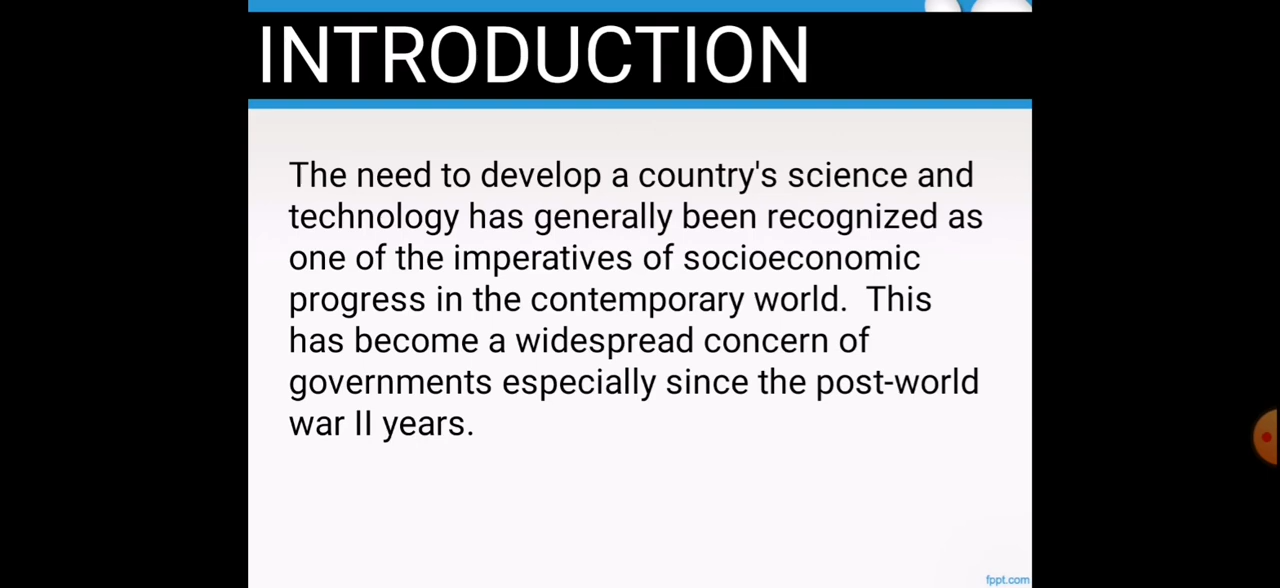 INTRODUCTION
The need to develop a country's science and
technology has generally been recognized as
one of the imperatives of socioeconomic
progress in the contemporary world.  This
has become a widespread concern of
governments especially since the post-world
war II years.
fppt.com